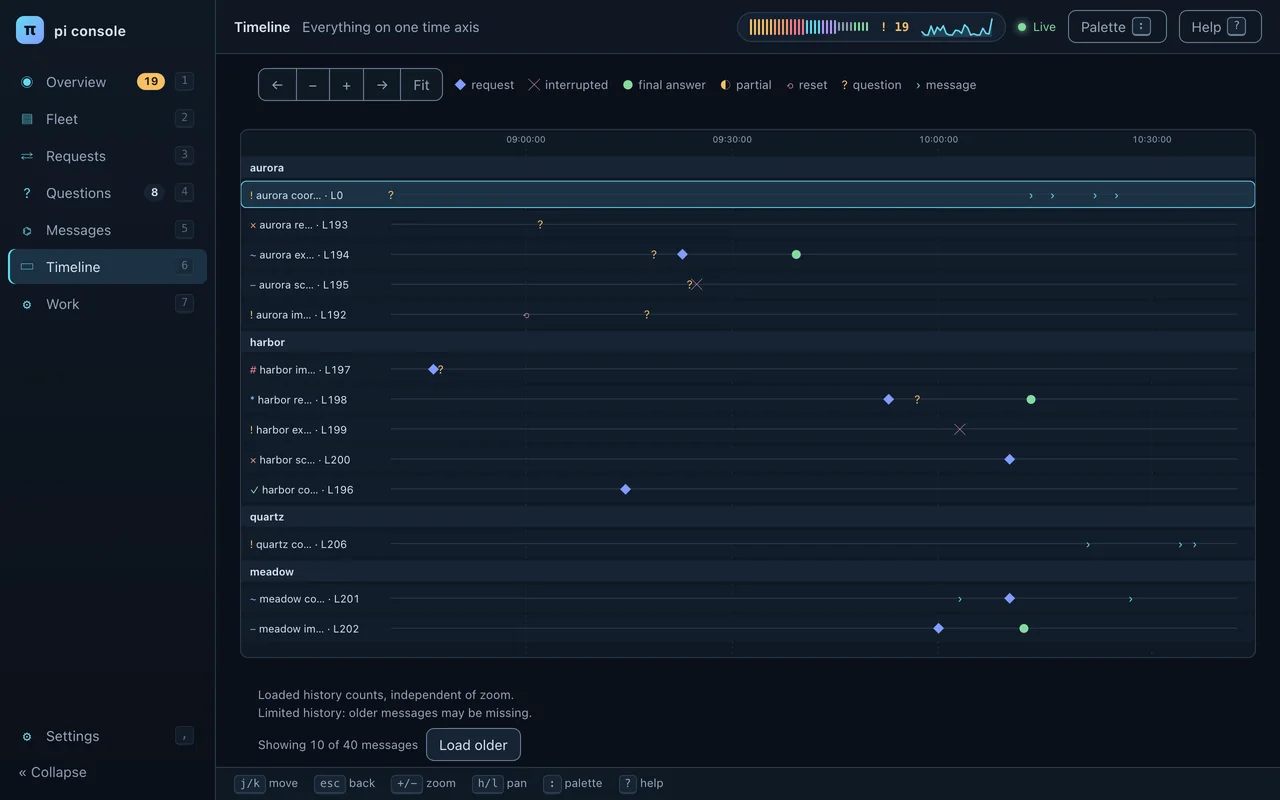 π pi console
Overview 19 1
Fleet 2
Requests 3
? Questions 8 4
Messages 5
Timeline 6
Work 7
Settings ,
« Collapse
Timeline Everything on one time axis
! 19
Live
Palette :
Help ?
← − + → Fit
request interrupted final answer partial reset ? question › message
09:00:00 09:30:00 10:00:00 10:30:00
aurora
! aurora coor... · L0 ? › › › ›
× aurora re... · L193 ?
~ aurora ex... · L194 ?
– aurora sc... · L195 ?
! aurora im... · L192 ?
harbor
# harbor im... · L197 ?
* harbor re... · L198 ?
! harbor ex... · L199
× harbor sc... · L200
✓ harbor co... · L196
quartz
! quartz co... · L206 › › ›
meadow
~ meadow co... · L201 › ›
– meadow im... · L202
Loaded history counts, independent of zoom.
Limited history: older messages may be missing.
Showing 10 of 40 messages Load older
j/k move esc back +/− zoom h/l pan : palette ? help